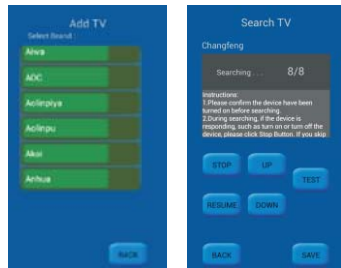 Add TV
Select Brand :
Aiwa
AOC
Aolinpiya
Aolinpu
Akai
Anhua
BACK
Search TV
Changfeng
Searching . . . 8/8
Instructions:
1.Please confirm the device have been
turned on before searching.
2.During searching, if the device is
responding, such as turn on or turn off the
device, please click Stop Button. If you skip
STOP
UP
TEST
RESUME
DOWN
BACK
SAVE